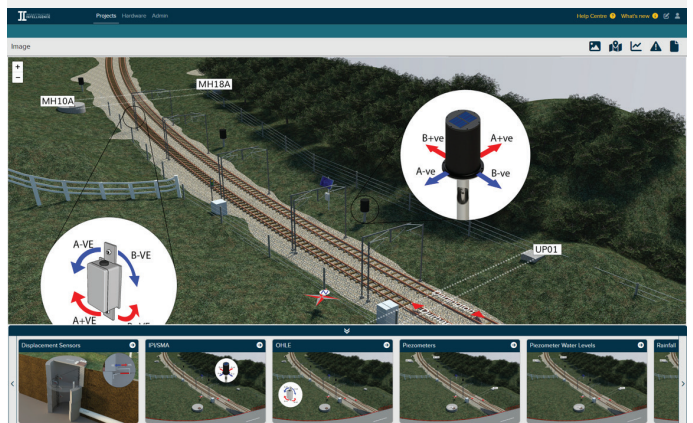 Projects Hardware Admin
Help Centre What's new
Image
+
−
MH18A
MH10A
B+ve A+ve
A-ve B-ve
UP01
A-VE
B-VE
A+VE
Displacement Sensors
IPI/SMA
OHLE
Piezometers
Piezometer Water Levels
Rainfall